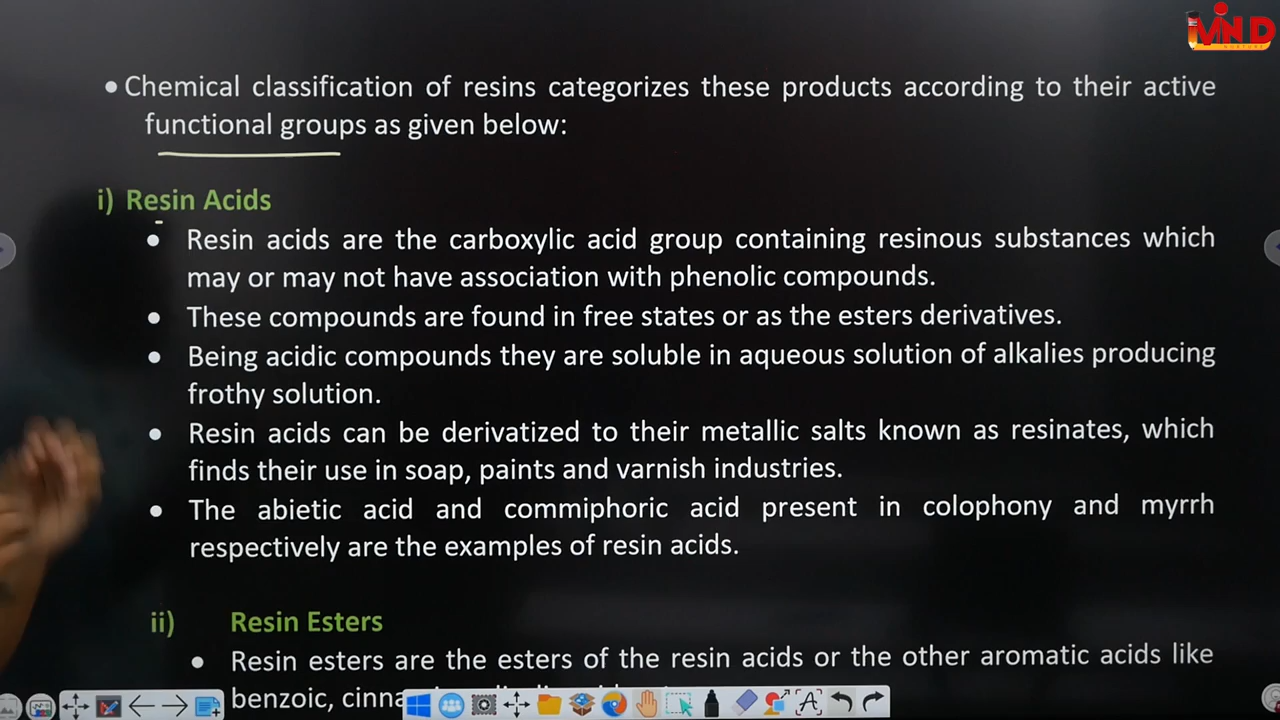 MIND
• Chemical classification of resins categorizes these products according to their active
functional groups as given below:
i) Resin Acids
• Resin acids are the carboxylic acid group containing resinous substances which
may or may not have association with phenolic compounds.
• These compounds are found in free states or as the esters derivatives.
• Being acidic compounds they are soluble in aqueous solution of alkalies producing
frothy solution.
• Resin acids can be derivatized to their metallic salts known as resinates, which
finds their use in soap, paints and varnish industries.
• The abietic acid and commiphoric acid present in colophony and myrrh
respectively are the examples of resin acids.
ii) Resin Esters
• Resin esters are the esters of the resin acids or the other aromatic acids like
benzoic, cinna